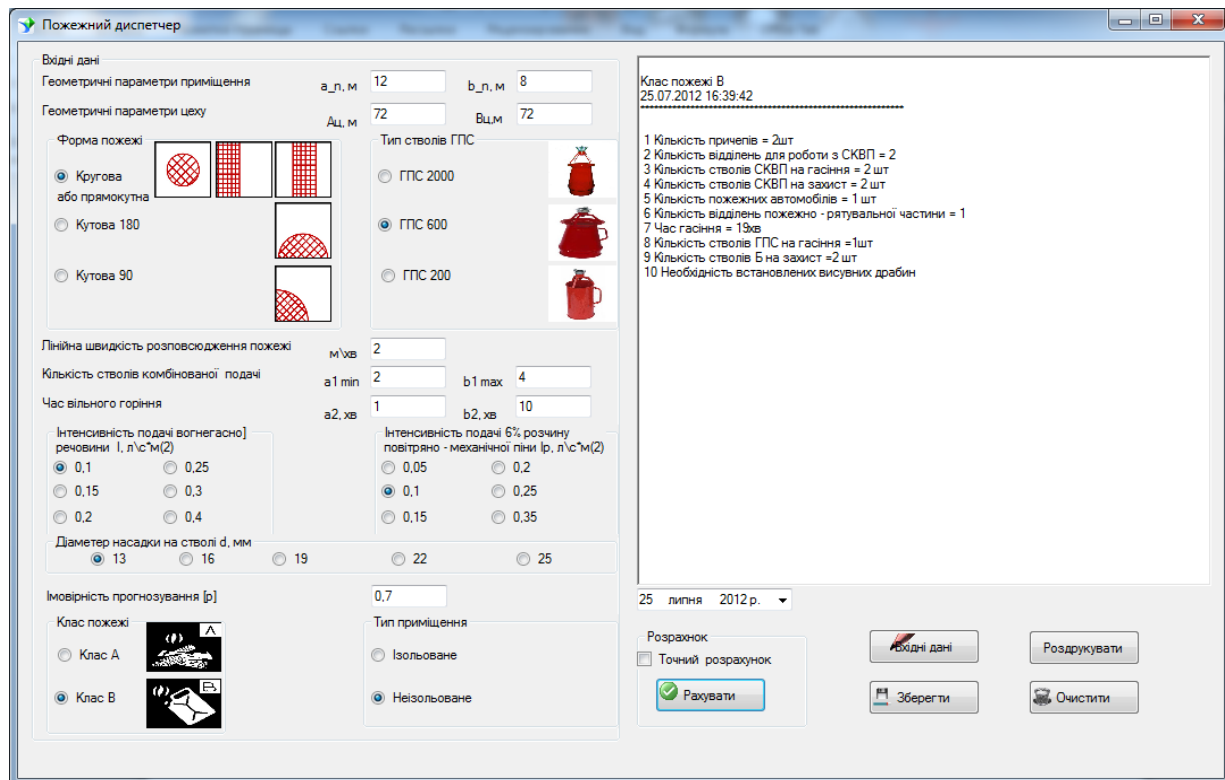 Пожежний диспетчер
Вхідні дані
Геометричні параметри приміщення a_n, м 12 b_n, м 8
Геометричні параметри цеху Ац, м 72 Вц,м 72
Форма пожежі
Кругова
або прямокутна
Кутова 180
Кутова 90
Тип стволів ГПС
ГПС 2000
ГПС 600
ГПС 200
Лінійна швидкість розповсюдження пожежі м\хв 2
Кількість стволів комбінованої подачі a1 min 2 b1 max 4
Час вільного горіння a2, хв 1 b2, хв 10
Інтенсивність подачі вогнегасно]
речовини I, л\с*м(2)
0,1 0,25
0,15 0,3
0,2 0,4
Інтенсивність подачі 6% розчину
повітряно - механічної піни Ір, л\с*м(2)
0,05 0,2
0,1 0,25
0,15 0,35
Діаметер насадки на стволі d, мм
13 16 19 22 25
Імовірність прогнозування [p] 0,7
Клас пожежі
Клас А
A
Клас В
B
Тип приміщення
Ізольоване
Неізольоване
Клас пожежі В
25.07.2012 16:39:42
************************************************************
1 Кількість причепів = 2шт
2 Кількість відділень для роботи з СКВП = 2
3 Кількість стволів СКВП на гасіння = 2 шт
4 Кількість стволів СКВП на захист = 2 шт
5 Кількість пожежних автомобілів = 1 шт
6 Кількість відділень пожежно - рятувальної частини = 1
7 Час гасіння = 19хв
8 Кількість стволів ГПС на гасіння =1шт
9 Кількість стволів Б на захист =2 шт
10 Необхідність встановлених висувних драбин
25 липня 2012 р.
Розрахнок
Точний розрахунок
Рахувати
Вхідні дані
Роздрукувати
Зберегти
Очистити